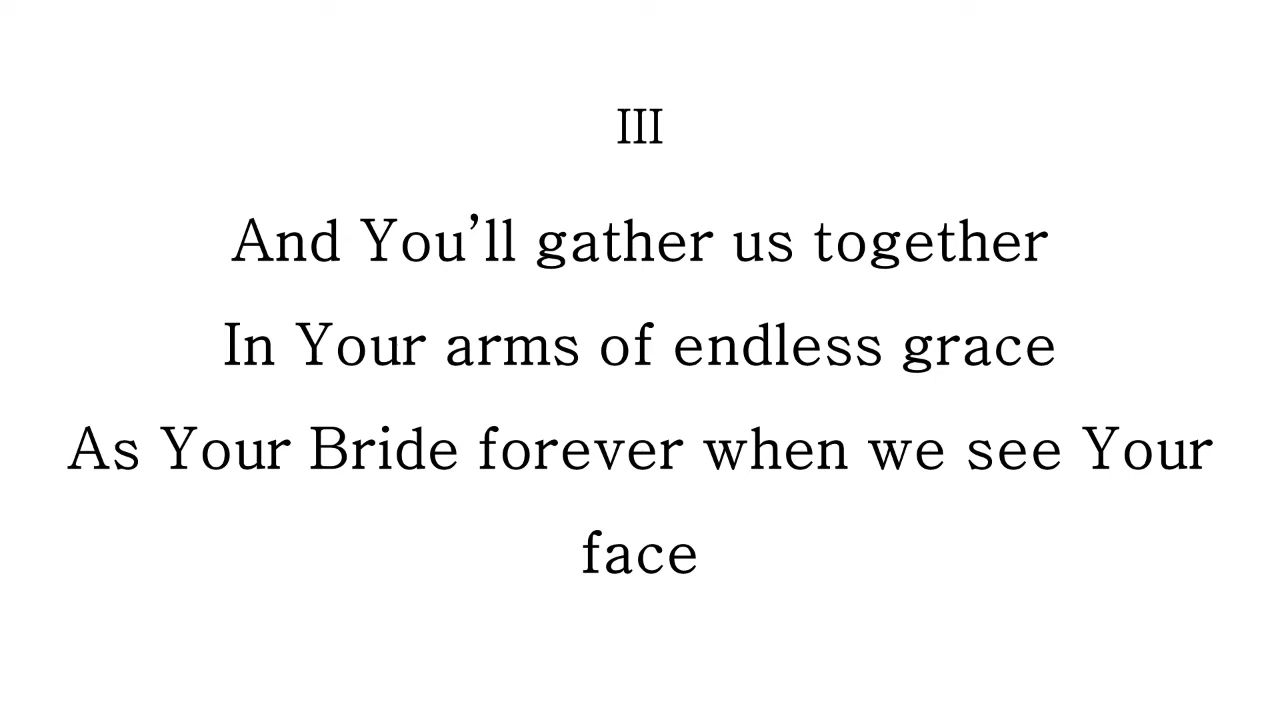 III
And You’ll gather us together
In Your arms of endless grace
As Your Bride forever when we see Your
face